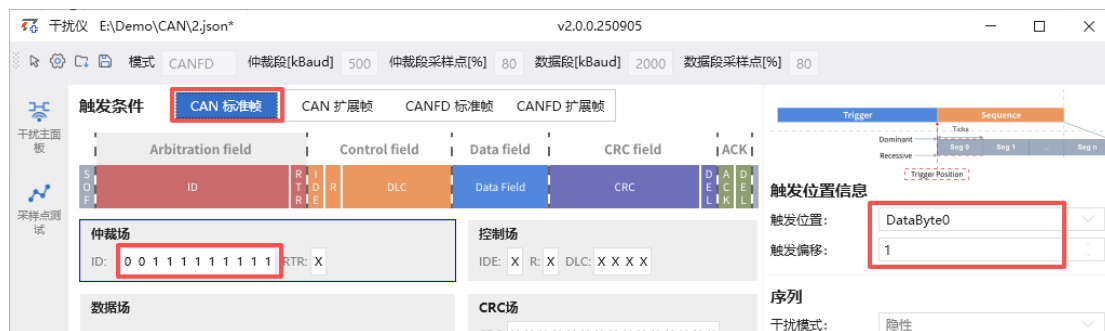 干扰仪 E:\Demo\CAN\2.json* v2.0.0.250905
模式 CANFD 仲裁段[kBaud] 500 仲裁段采样点[%] 80 数据段[kBaud] 2000 数据段采样点[%] 80
干扰主面板
采样点测试
触发条件 CAN 标准帧 CAN 扩展帧 CANFD 标准帧 CANFD 扩展帧
Arbitration field Control field Data field CRC field ACK
SOF ID RTR IDE R DLC Data Field CRC DEL ACK DEL
仲裁场
ID: 0 0 1 1 1 1 1 1 1 1 1 RTR: X
控制场
IDE: X R: X DLC: X X X X
数据场
CRC场
Trigger Sequence
Ticks
Dominant
Recessive
Seg 0 Seg 1 ... Seg n
Trigger Position
触发位置信息
触发位置: DataByte0
触发偏移: 1
序列
干扰模式: 隐性